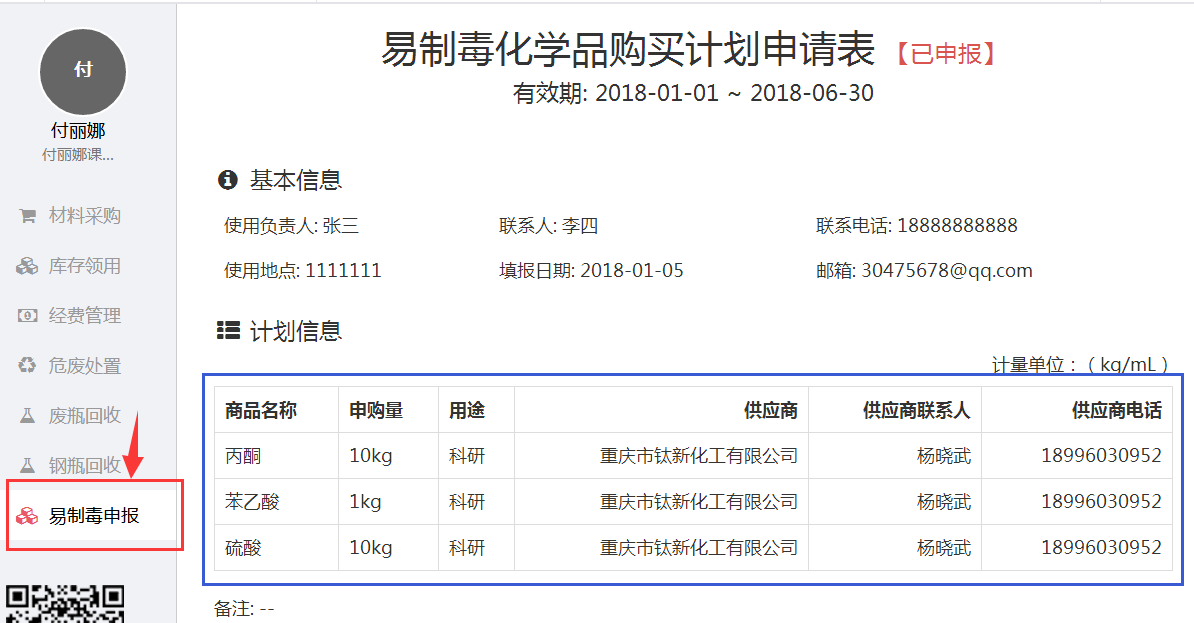 付
付丽娜
付丽娜课...
材料采购
库存领用
经费管理
危废处置
废瓶回收
钢瓶回收
易制毒申报
易制毒化学品购买计划申请表 【已申报】
有效期: 2018-01-01 ~ 2018-06-30
基本信息
使用负责人: 张三 联系人: 李四 联系电话: 18888888888
使用地点: 1111111 填报日期: 2018-01-05 邮箱: 30475678@qq.com
计划信息
计量单位：（ kg/mL ）
商品名称 申购量 用途 供应商 供应商联系人 供应商电话
丙酮 10kg 科研 重庆市钛新化工有限公司 杨晓武 18996030952
苯乙酸 1kg 科研 重庆市钛新化工有限公司 杨晓武 18996030952
硫酸 10kg 科研 重庆市钛新化工有限公司 杨晓武 18996030952
备注: --